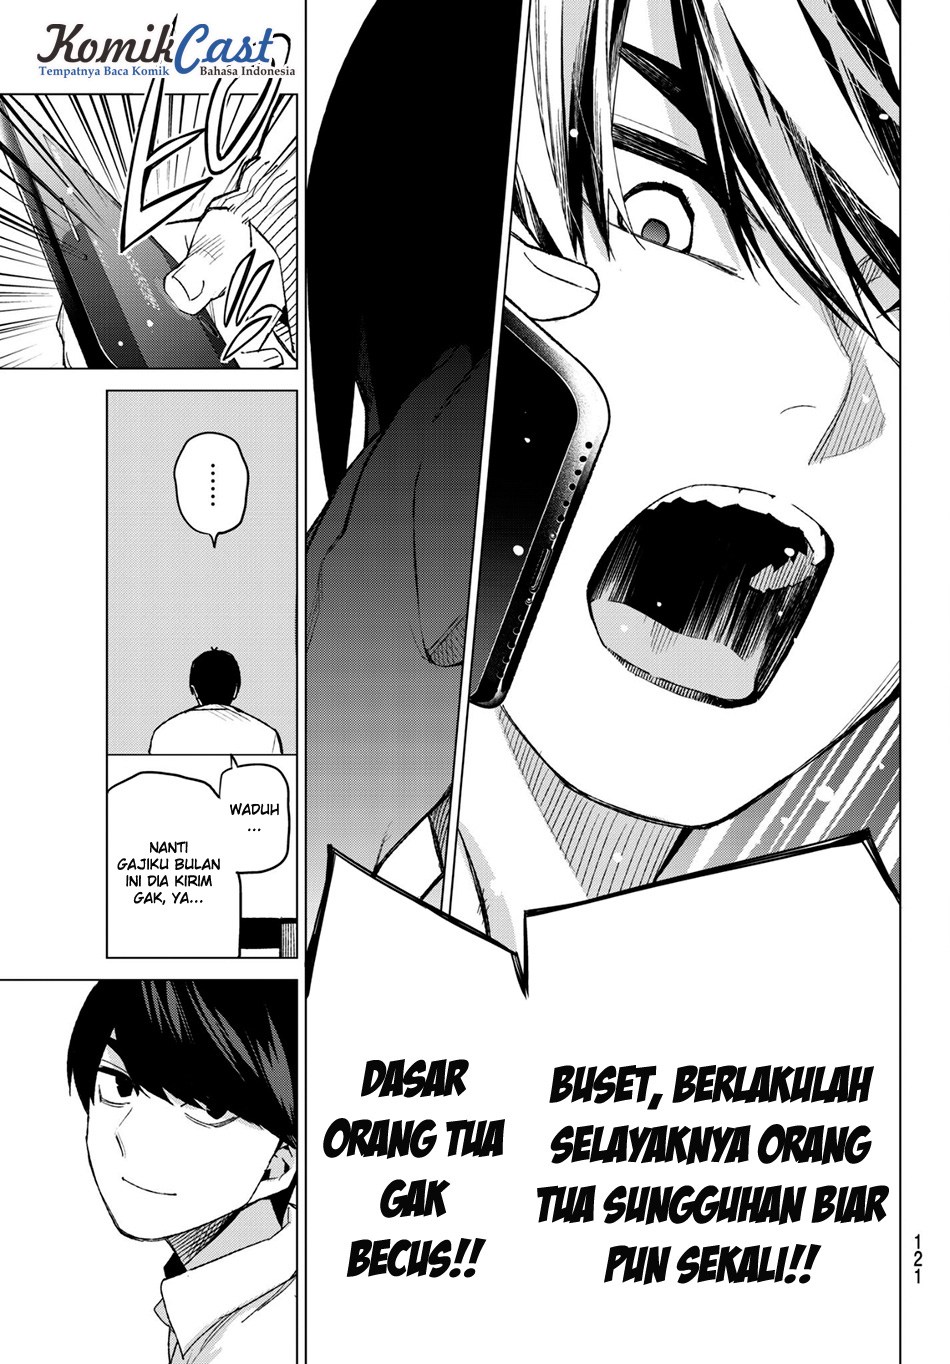 KomikCast
Tempatnya Baca Komik Bahasa Indonesia
BUSET, BERLAKULAH
SELAYAKNYA ORANG
TUA SUNGGUHAN BIAR
PUN SEKALI!!
DASAR
ORANG TUA
GAK
BECUS!!
......
WADUH
...
NANTI
GAJIKU BULAN
INI DIA KIRIM
GAK, YA...
121